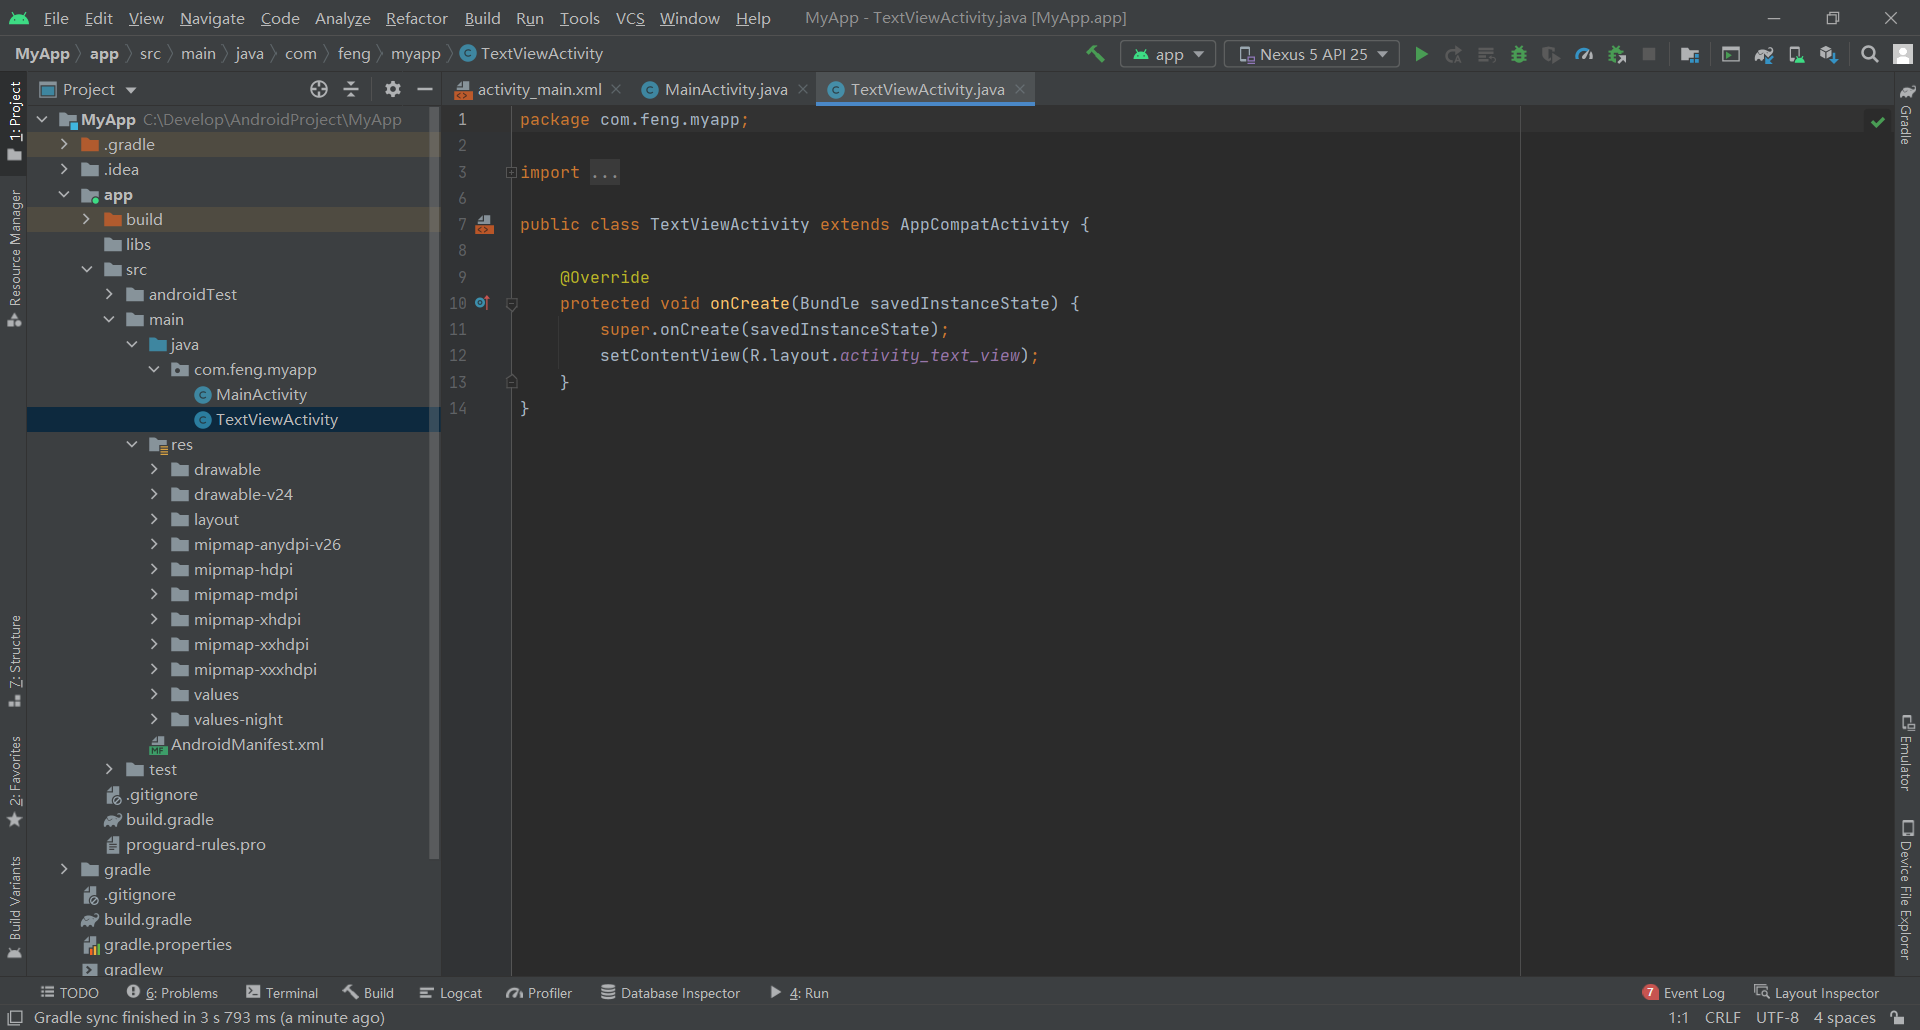 File Edit View Navigate Code Analyze Refactor Build Run Tools VCS Window Help MyApp - TextViewActivity.java [MyApp.app]
MyApp app src main java com feng myapp TextViewActivity app Nexus 5 API 25
Project
activity_main.xml MainActivity.java TextViewActivity.java
MyApp C:\Develop\AndroidProject\MyApp
.gradle
.idea
app
build
libs
src
androidTest
main
java
com.feng.myapp
MainActivity
TextViewActivity
res
drawable
drawable-v24
layout
mipmap-anydpi-v26
mipmap-hdpi
mipmap-mdpi
mipmap-xhdpi
mipmap-xxhdpi
mipmap-xxxhdpi
values
values-night
AndroidManifest.xml
test
.gitignore
build.gradle
proguard-rules.pro
gradle
.gitignore
build.gradle
gradle.properties
gradlew
1 package com.feng.myapp;
2
3 import ...
6
7 public class TextViewActivity extends AppCompatActivity {
8
9 @Override
10 protected void onCreate(Bundle savedInstanceState) {
11 super.onCreate(savedInstanceState);
12 setContentView(R.layout.activity_text_view);
13 }
14 }
1: Project
Resource Manager
7: Structure
2: Favorites
Build Variants
Gradle
Emulator
Device File Explorer
TODO 6: Problems Terminal Build Logcat Profiler Database Inspector 4: Run 7 Event Log Layout Inspector
Gradle sync finished in 3 s 793 ms (a minute ago) 1:1 CRLF UTF-8 4 spaces